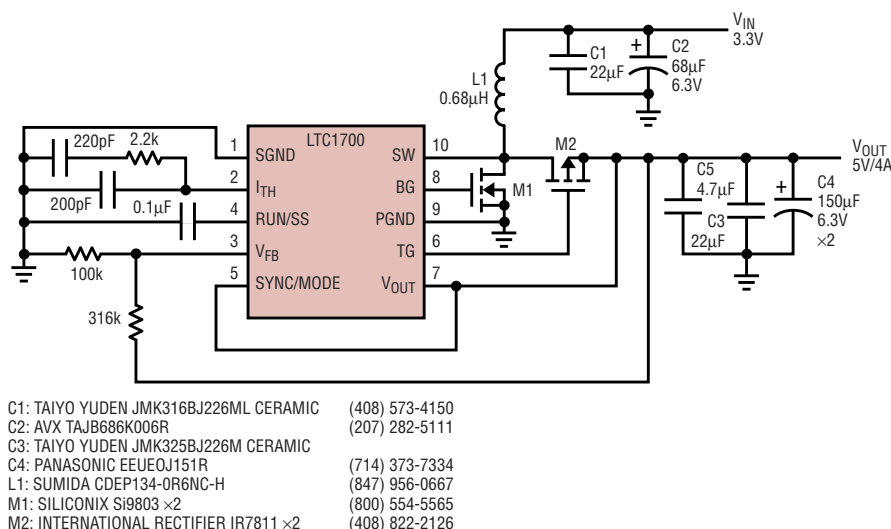 VIN
3.3V
C1
22µF
+
C2
68µF
6.3V
L1
0.68µH
220pF
2.2k
200pF
0.1µF
100k
316k
LTC1700
1
SGND
2
ITH
4
RUN/SS
3
VFB
5
SYNC/MODE
10
SW
8
BG
9
PGND
6
TG
7
VOUT
M1
M2
VOUT
5V/4A
C5
4.7µF
C3
22µF
+
C4
150µF
6.3V
×2
C1: TAIYO YUDEN JMK316BJ226ML CERAMIC (408) 573-4150
C2: AVX TAJB686K006R (207) 282-5111
C3: TAIYO YUDEN JMK325BJ226M CERAMIC
C4: PANASONIC EEUEOJ151R (714) 373-7334
L1: SUMIDA CDEP134-0R6NC-H (847) 956-0667
M1: SILICONIX Si9803 ×2 (800) 554-5565
M2: INTERNATIONAL RECTIFIER IR7811 ×2 (408) 822-2126